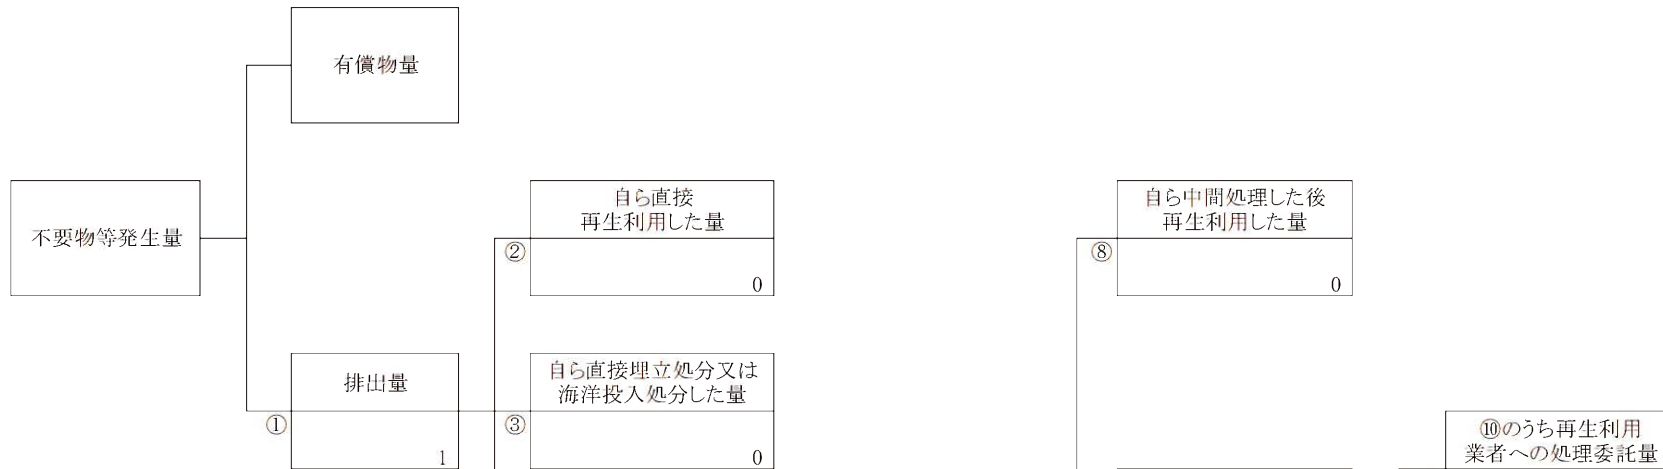 有償物量
不要物等発生量
自ら直接
再生利用した量
②
0
自ら中間処理した後
再生利用した量
⑧
0
排出量
①
1
自ら直接埋立処分又は
海洋投入処分した量
③
0
⑩のうち再生利用
業者への処理委託量